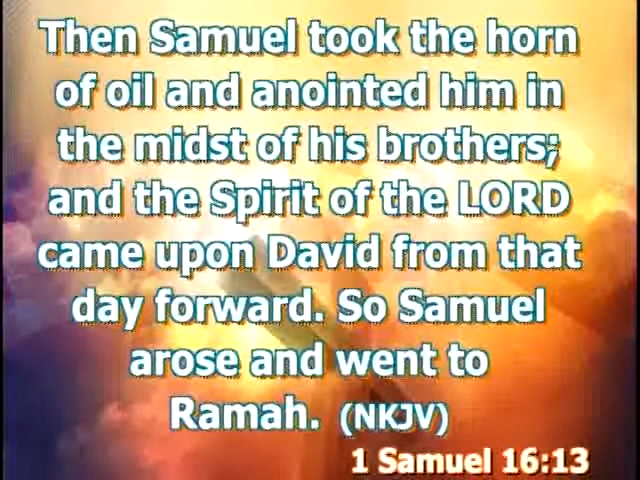 Then Samuel took the horn
of oil and anointed him in
the midst of his brothers;
and the Spirit of the LORD
came upon David from that
day forward. So Samuel
arose and went to
Ramah. (NKJV)
1 Samuel 16:13